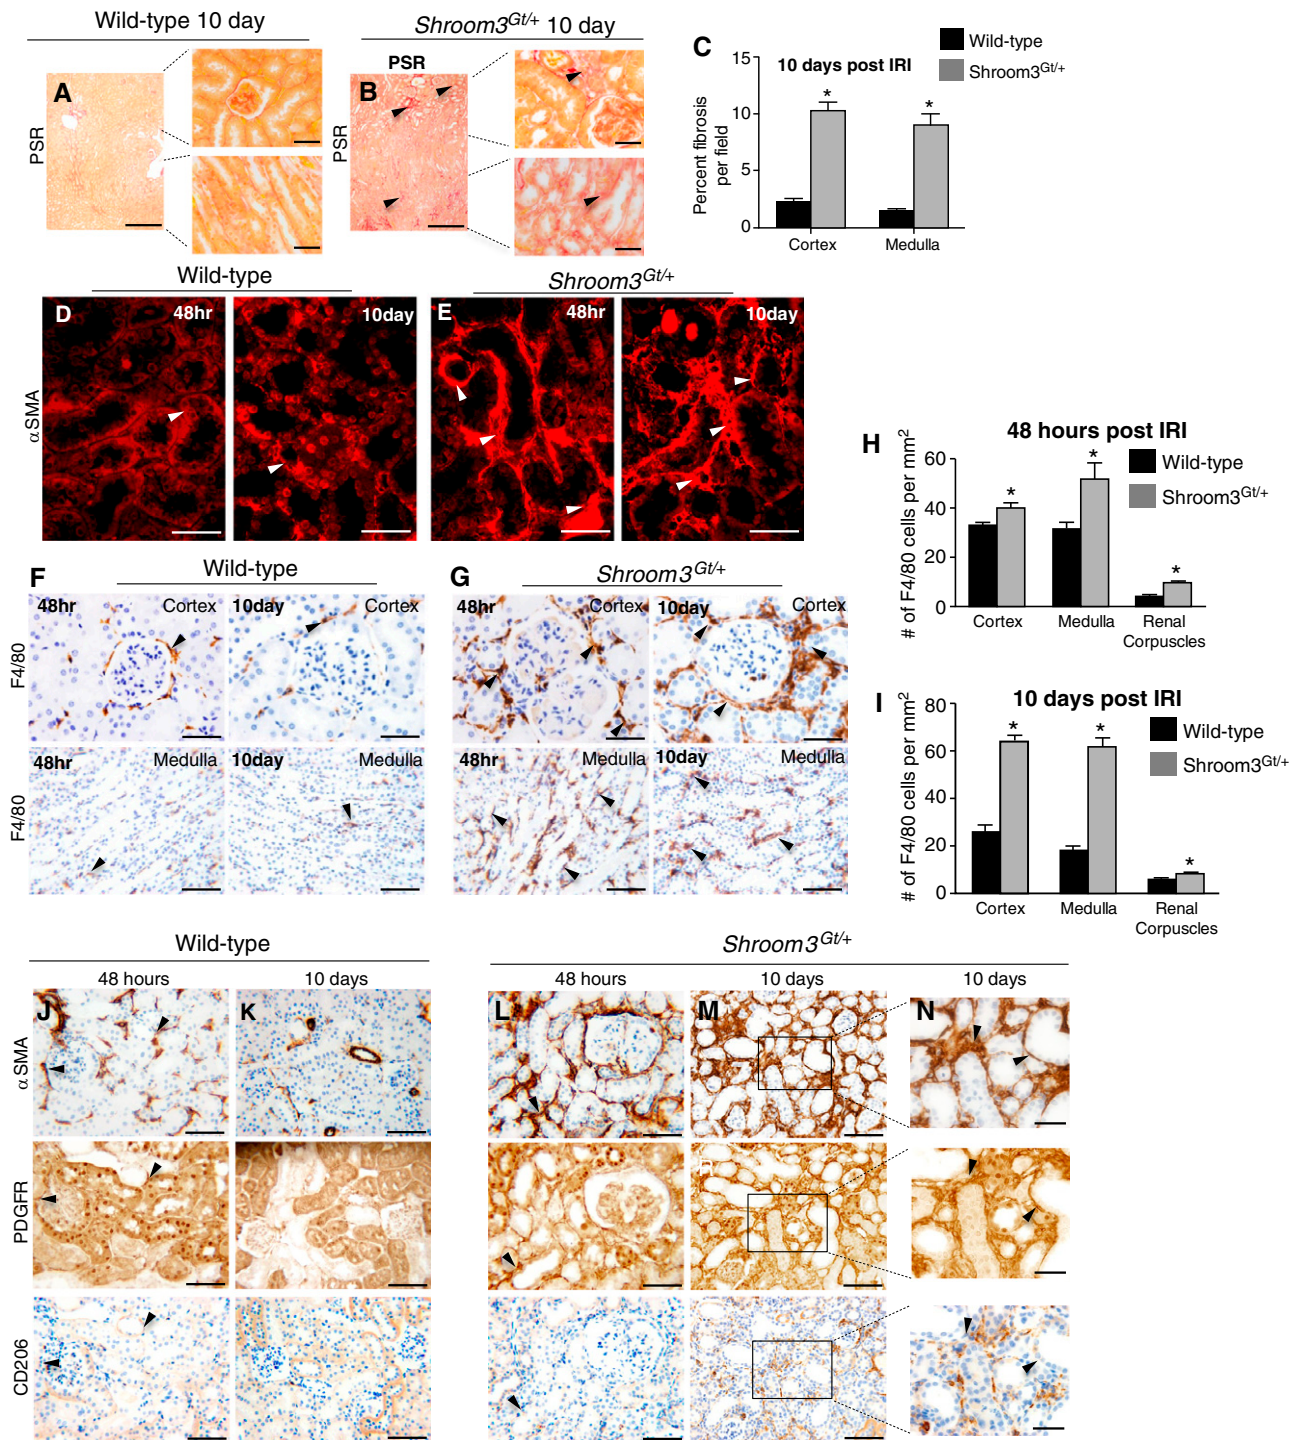 Wild-type 10 day
Shroom3Gt/+ 10 day
A
PSR
PSR
B
PSR
C
10 days post IRI
Wild-type
Shroom3Gt/+
Percent fibrosis
per field
15
10
5
0
Cortex
Medulla
Wild-type
Shroom3Gt/+
αSMA
D
48hr
10day
E
48hr
10day
F
Wild-type
G
Shroom3Gt/+
F4/80
48hr
Cortex
10day
Cortex
48hr
Cortex
10day
Cortex
F4/80
48hr
Medulla
10day
Medulla
48hr
Medulla
10day
Medulla
H
48 hours post IRI
Wild-type
Shroom3Gt/+
# of F4/80 cells per mm2
60
40
20
0
*
*
*
Cortex
Medulla
Renal
Corpuscles
I
10 days post IRI
Wild-type
Shroom3Gt/+
# of F4/80 cells per mm2
80
60
40
20
0
*
*
*
Cortex
Medulla
Renal
Corpuscles
Wild-type
Shroom3Gt/+
48 hours
10 days
48 hours
10 days
10 days
J
K
L
M
N
αSMA
PDGFR
CD206